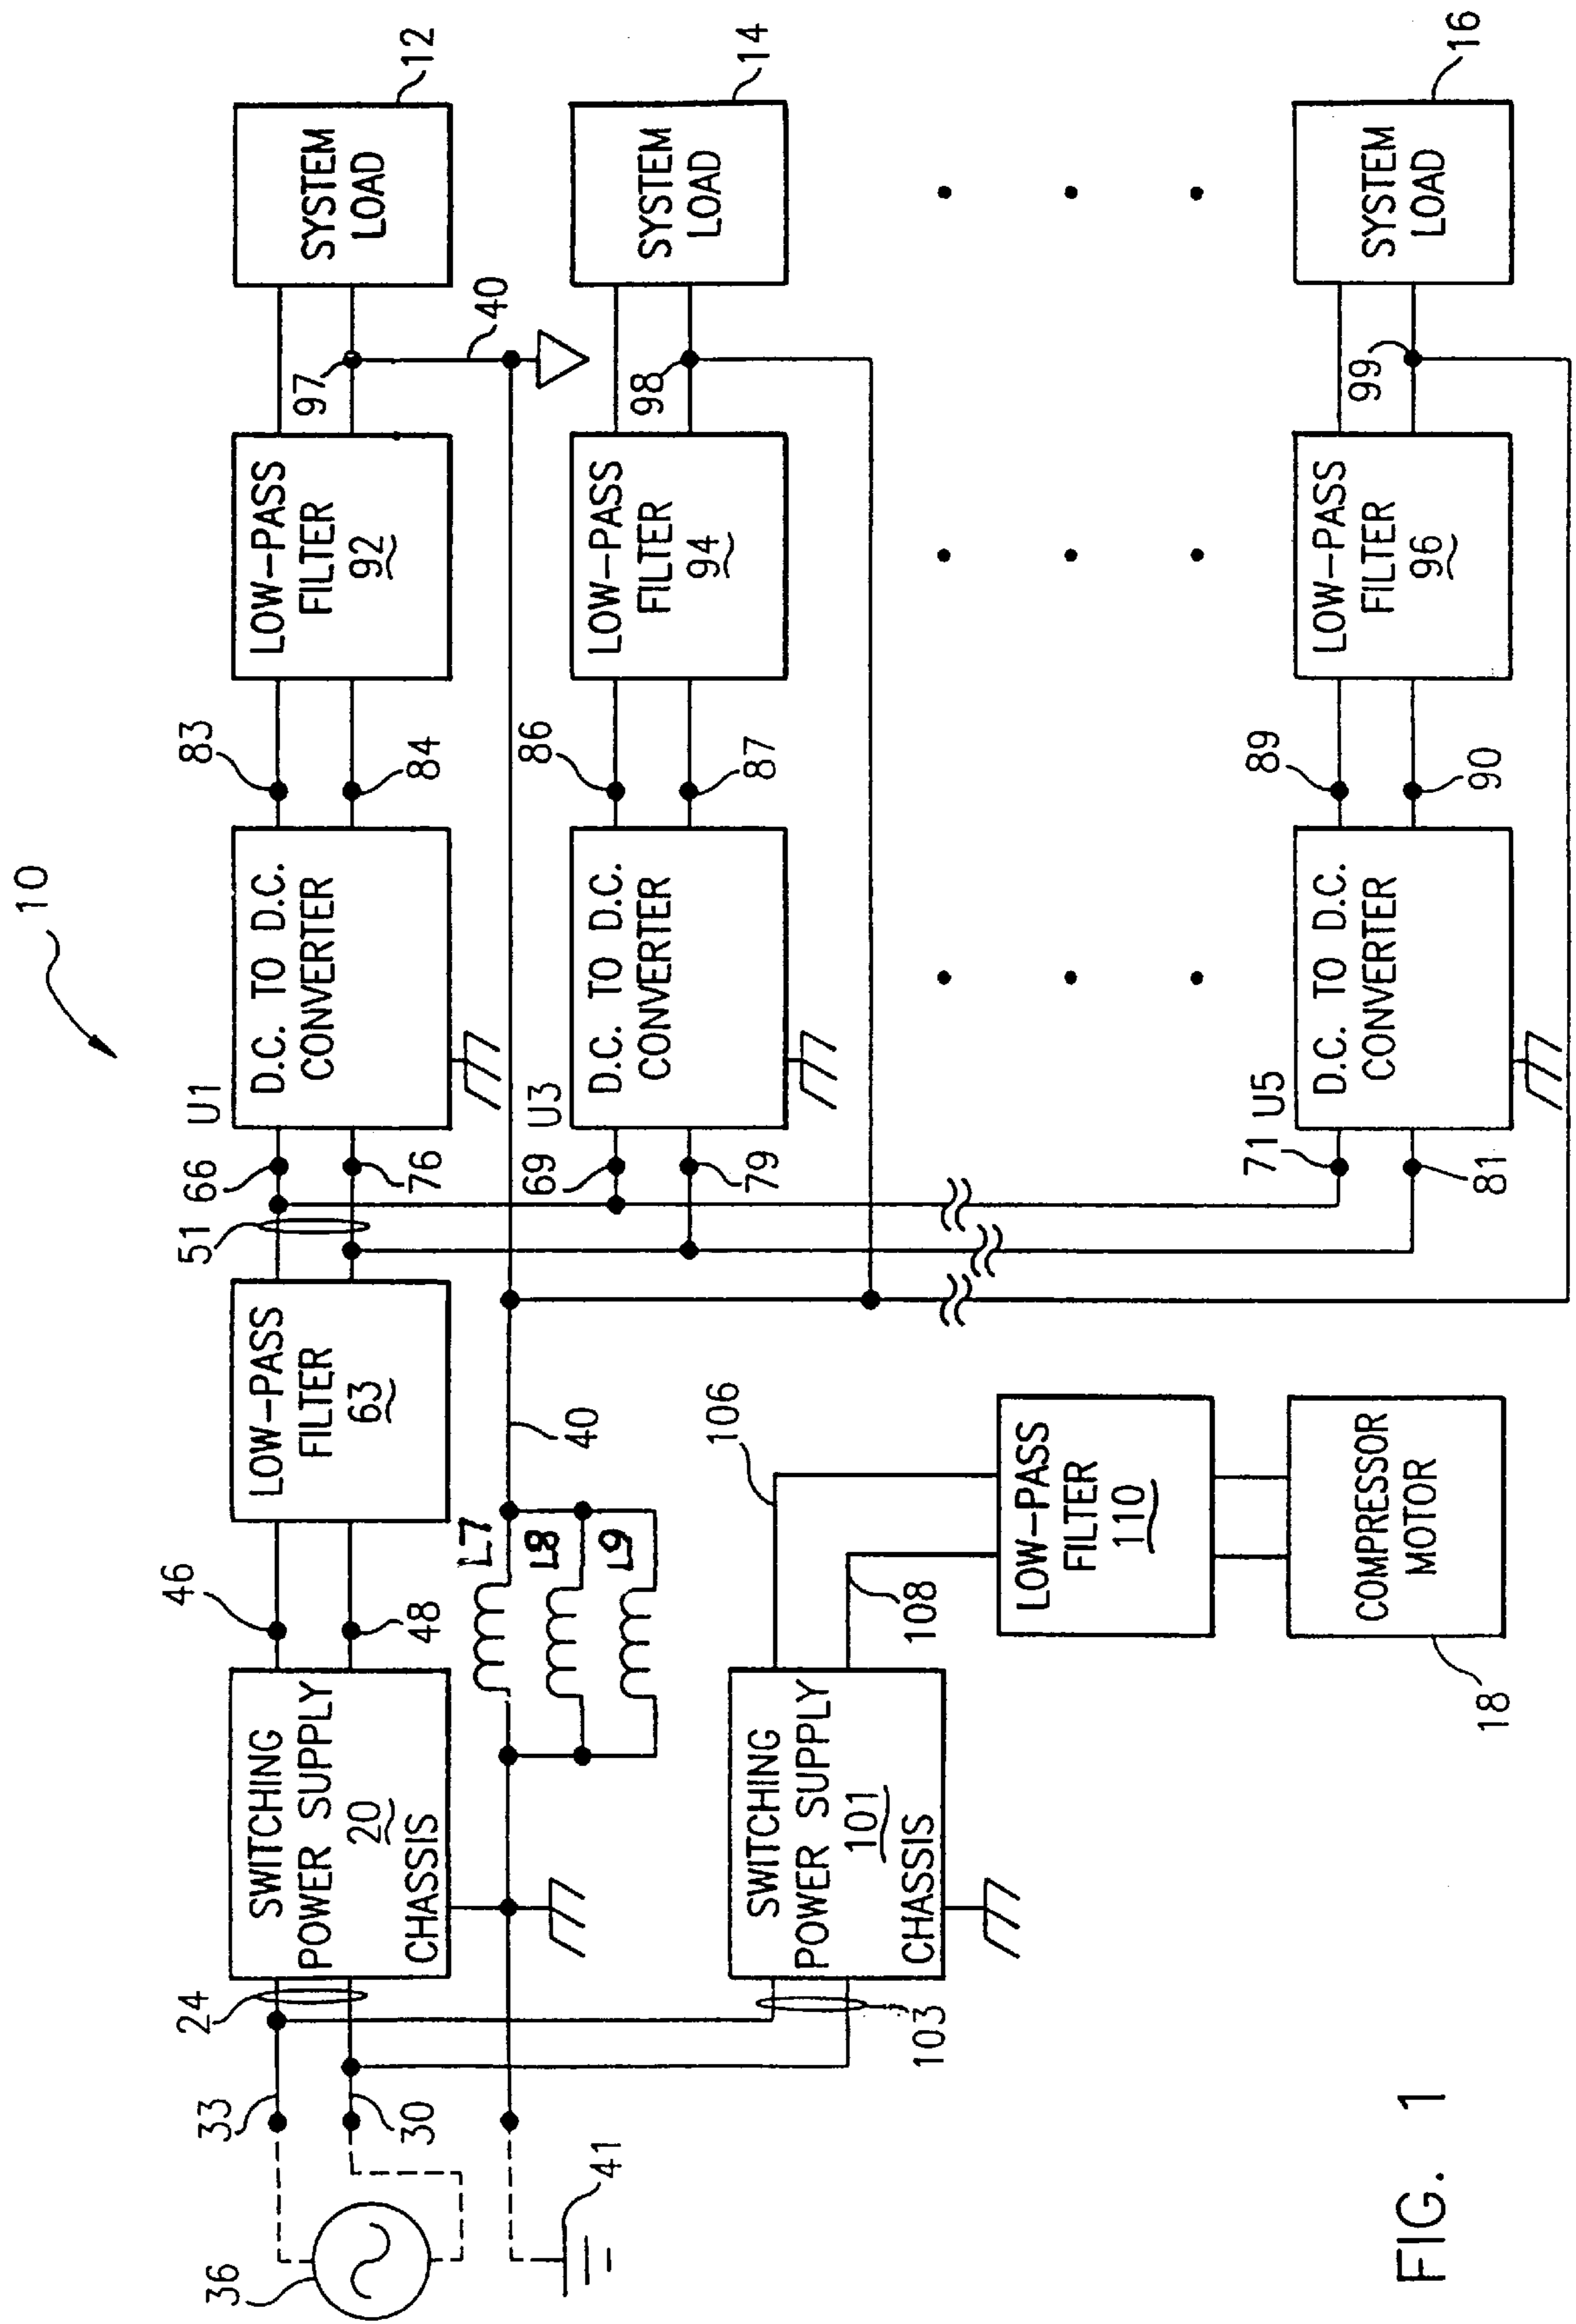 10
33
24
SWITCHING
POWER SUPPLY
20
CHASSIS
30
36
41
46
48
LOW-PASS
FILTER
63
51
66
76
U1
D.C. TO D.C.
CONVERTER
83
84
LOW-PASS
FILTER
92
97
40
SYSTEM
LOAD
12
L7
L8
L9
40
69
79
U3
D.C. TO D.C.
CONVERTER
86
87
LOW-PASS
FILTER
94
98
SYSTEM
LOAD
14
103
SWITCHING
POWER SUPPLY
101
CHASSIS
106
108
LOW-PASS
FILTER
110
COMPRESSOR
MOTOR
18
71
81
U5
D.C. TO D.C.
CONVERTER
89
90
LOW-PASS
FILTER
96
99
SYSTEM
LOAD
16
FIG. 1